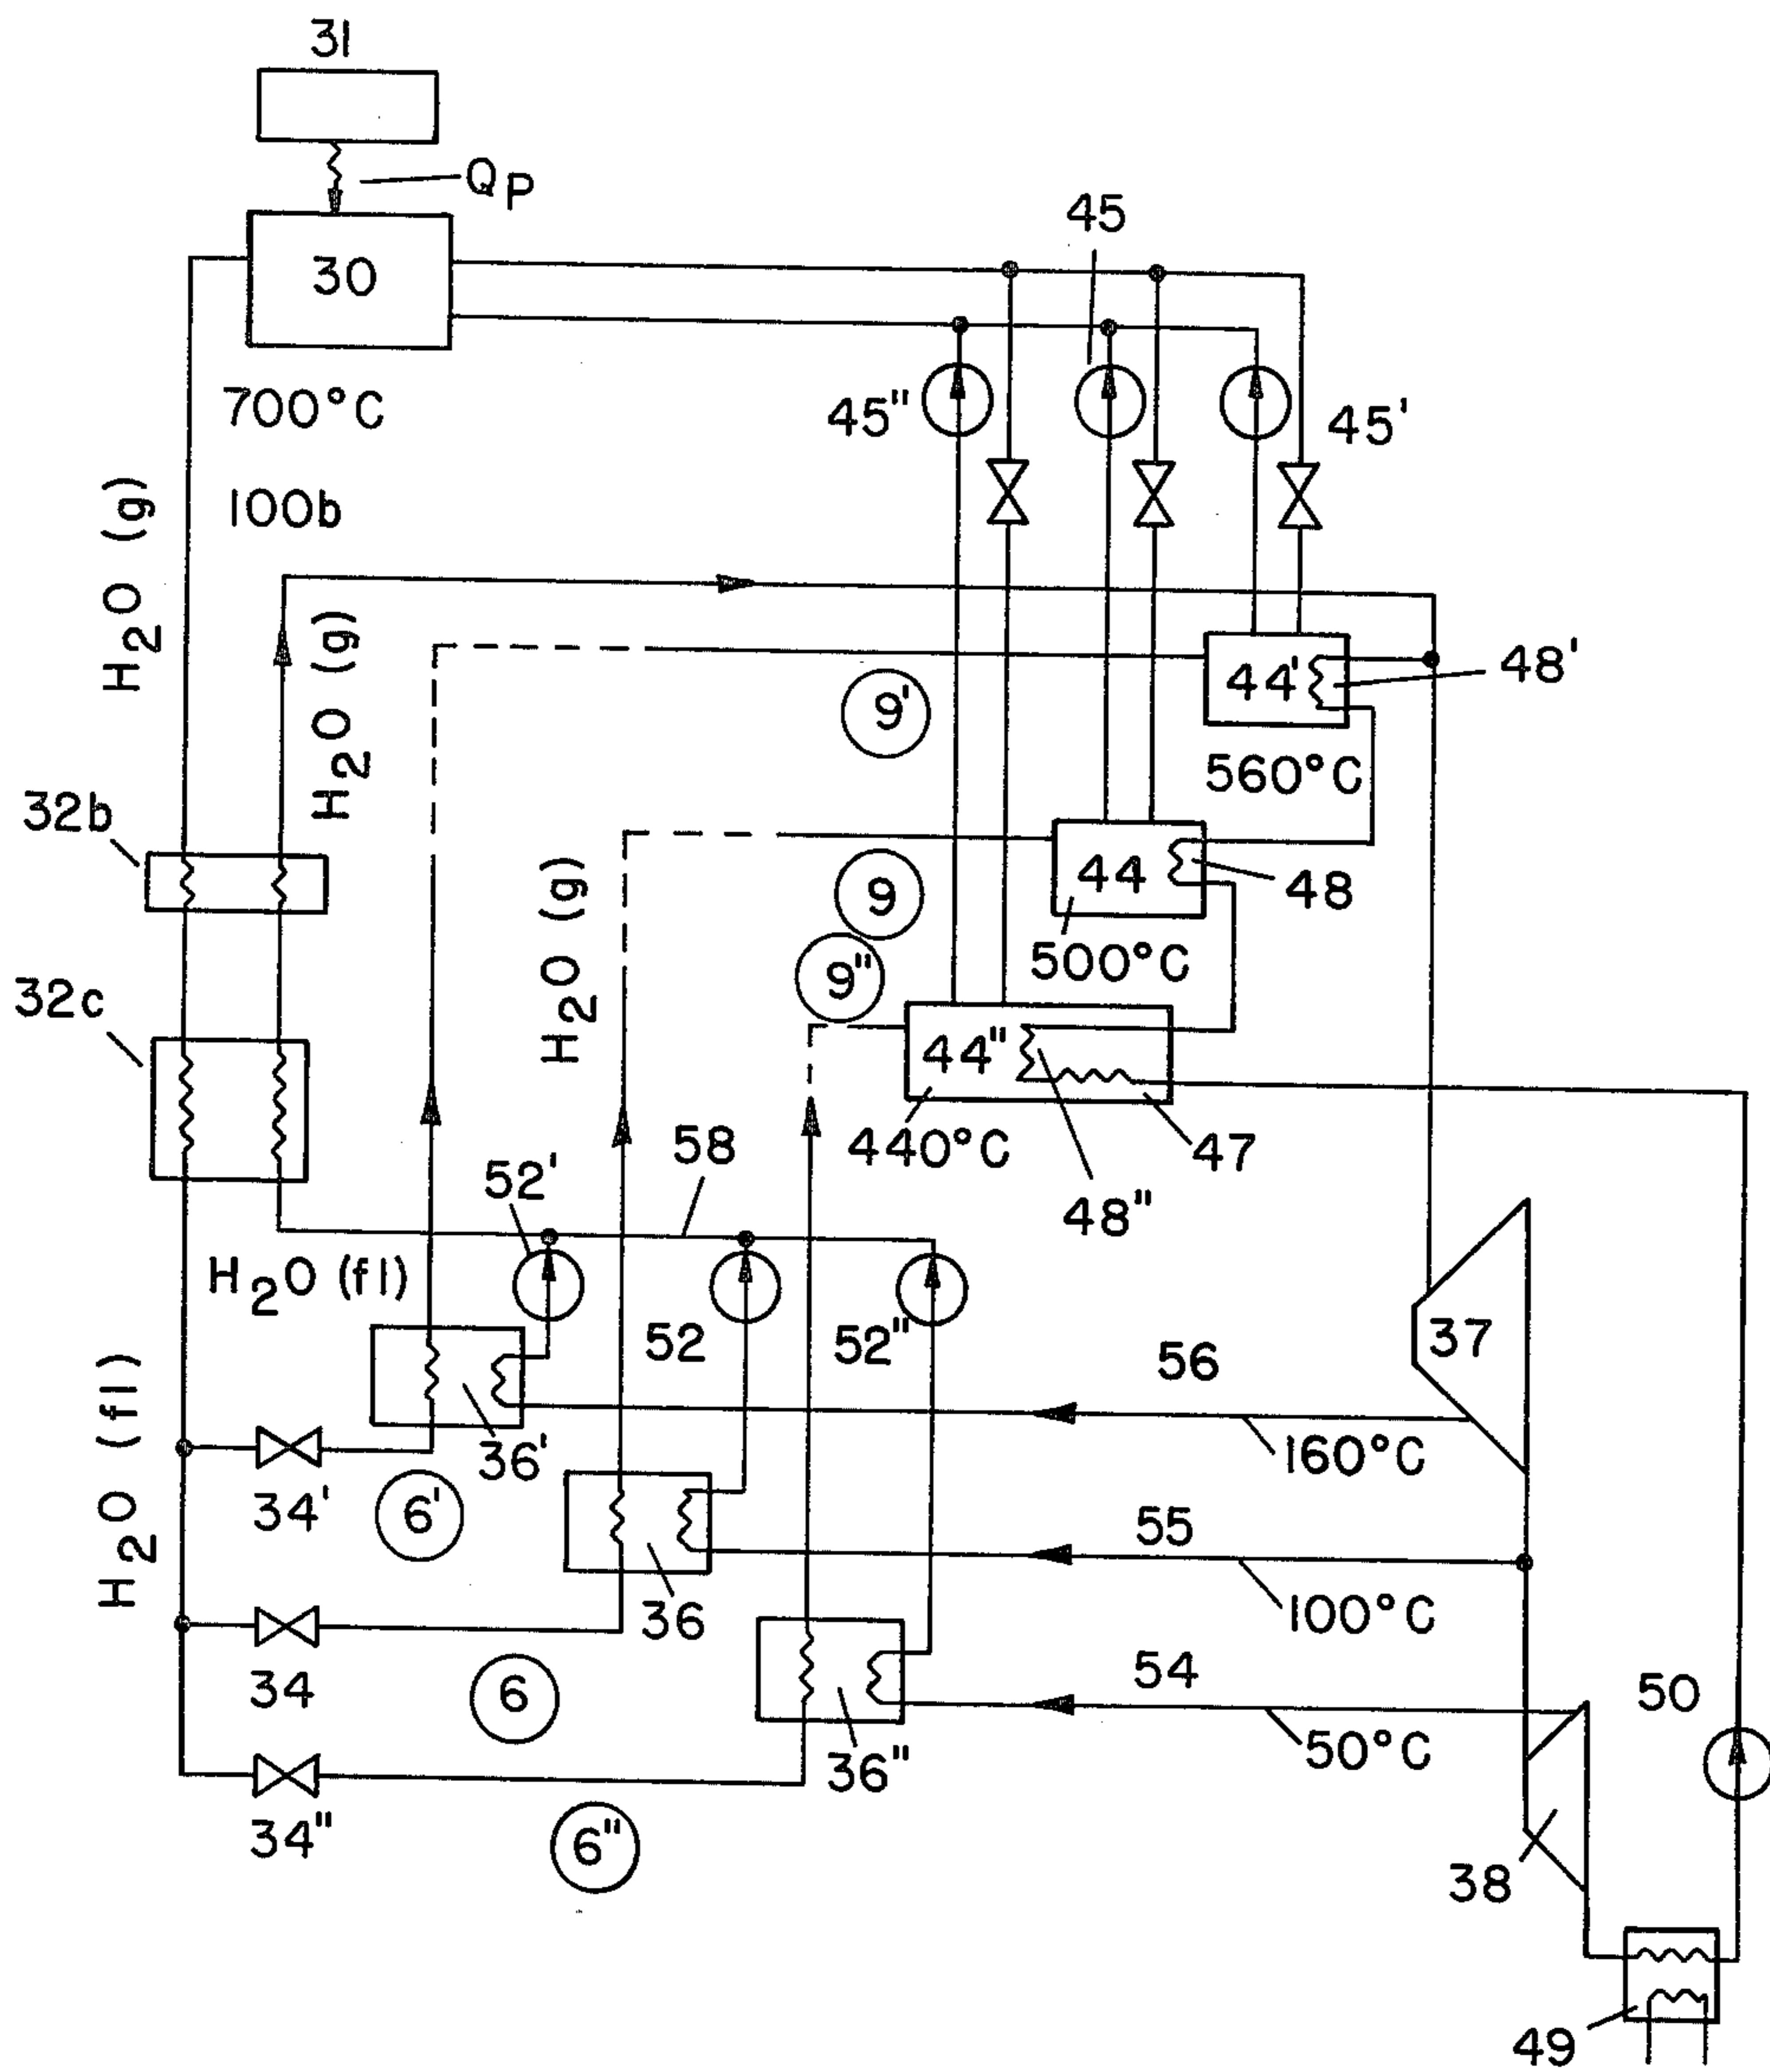 31
Qp
30
45
700°C
45"
45'
100b
H2O (g)
H2O (g)
44'
48'
9'
560°C
32b
44
48
9
H2O (g)
500°C
9"
32c
44"
440°C
47
58
52'
48"
H2O (fl)
37
52
52"
56
H2O (fl)
36'
160°C
34'
6'
55
36
100°C
34
6
54
50
36"
50°C
34"
6"
38
49